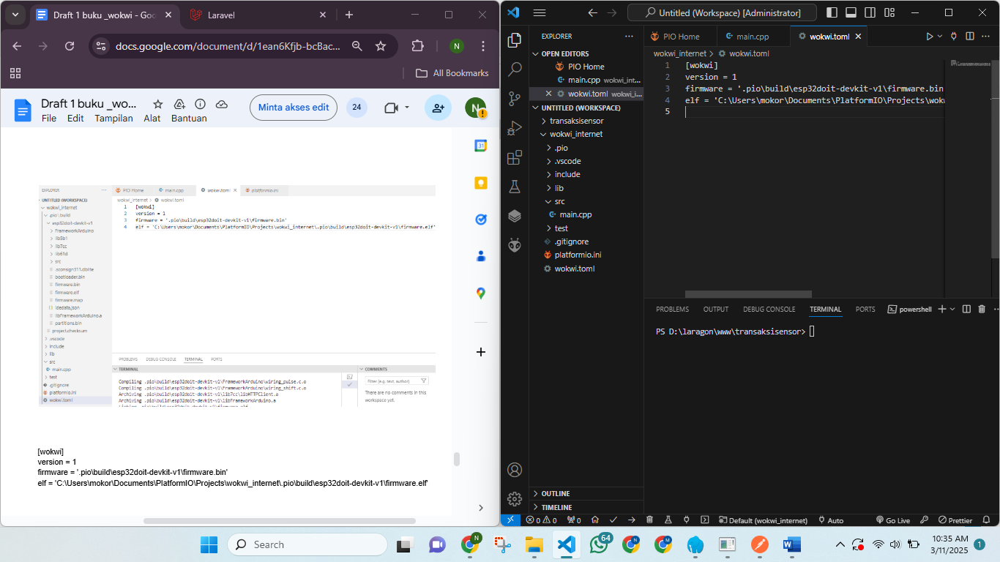 Draft 1 buku _wokwi - Goo
Laravel
docs.google.com/document/d/1ean6Kfjb-bcBac...
N
All Bookmarks
Draft 1 buku _wo...
File Edit Tampilan Alat Bantuan
Minta akses edit
24
N
31
EXPLORER
PIO Home main.cpp wokwi.toml platformio.ini
UNTITLED (WORKSPACE)
wokwi_internet > wokwi.toml
wokwi_internet
.pio\build
esp32doit-devkit-v1
FrameworkArduino
lib5b1
lib7cc
lib61d
src
.sconsign311.dblite
bootloader.bin
firmware.bin
firmware.elf
firmware.map
idedata.json
libFrameworkArduino.a
partitions.bin
project.checksum
.vscode
include
lib
src
main.cpp
test
.gitignore
platformio.ini
wokwi.toml
1 [wokwi]
2 version = 1
3 firmware = '.pio\build\esp32doit-devkit-v1\firmware.bin'
4 elf = 'C:\Users\mokor\Documents\PlatformIO\Projects\wokwi_internet\.pio\build\esp32doit-devkit-v1\firmware.elf'
PROBLEMS DEBUG CONSOLE TERMINAL PORTS
TERMINAL
Compiling .pio\build\esp32doit-devkit-v1\FrameworkArduino\wiring_pulse.c.o
Compiling .pio\build\esp32doit-devkit-v1\FrameworkArduino\wiring_shift.c.o
Archiving .pio\build\esp32doit-devkit-v1\lib7cc\libHTTPClient.a
Archiving .pio\build\esp32doit-devkit-v1\libFrameworkArduino.a
COMMENTS
Filter (e.g. text, author)
There are no comments in this
workspace yet.
[wokwi]
version = 1
firmware = '.pio\build\esp32doit-devkit-v1\firmware.bin'
elf = 'C:\Users\mokor\Documents\PlatformIO\Projects\wokwi_internet\.pio\build\esp32doit-devkit-v1\firmware.elf'
Untitled (Workspace) [Administrator]
EXPLORER
OPEN EDITORS
PIO Home
main.cpp wokwi_int...
wokwi.toml wokwi_i...
UNTITLED (WORKSPACE)
transaksisensor
wokwi_internet
.pio
.vscode
include
lib
src
main.cpp
test
.gitignore
platformio.ini
wokwi.toml
OUTLINE
TIMELINE
PIO Home main.cpp wokwi.toml
wokwi_internet > wokwi.toml
1 [wokwi]
2 version = 1
3 firmware = '.pio\build\esp32doit-devkit-v1\firmware.bin
4 elf = 'C:\Users\mokor\Documents\PlatformIO\Projects\wok
5
PROBLEMS OUTPUT DEBUG CONSOLE TERMINAL PORTS powershell
PS D:\laragon\www\transaksisensor>
0 0 0 Default (wokwi_internet) Auto Go Live Prettier
Search
N
64
N
M
W
10:35 AM
3/11/2025
1